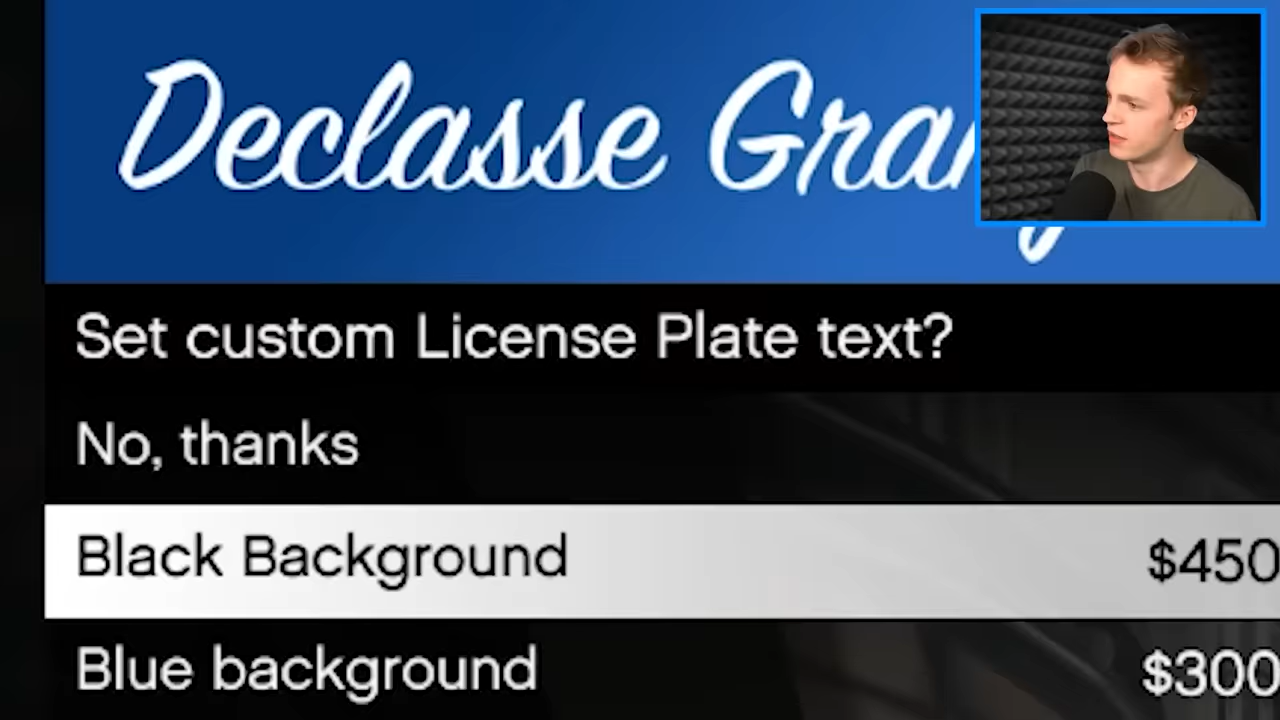 Declasse
Set custom License Plate text?
No, thanks
Black Background $450
Blue background $300